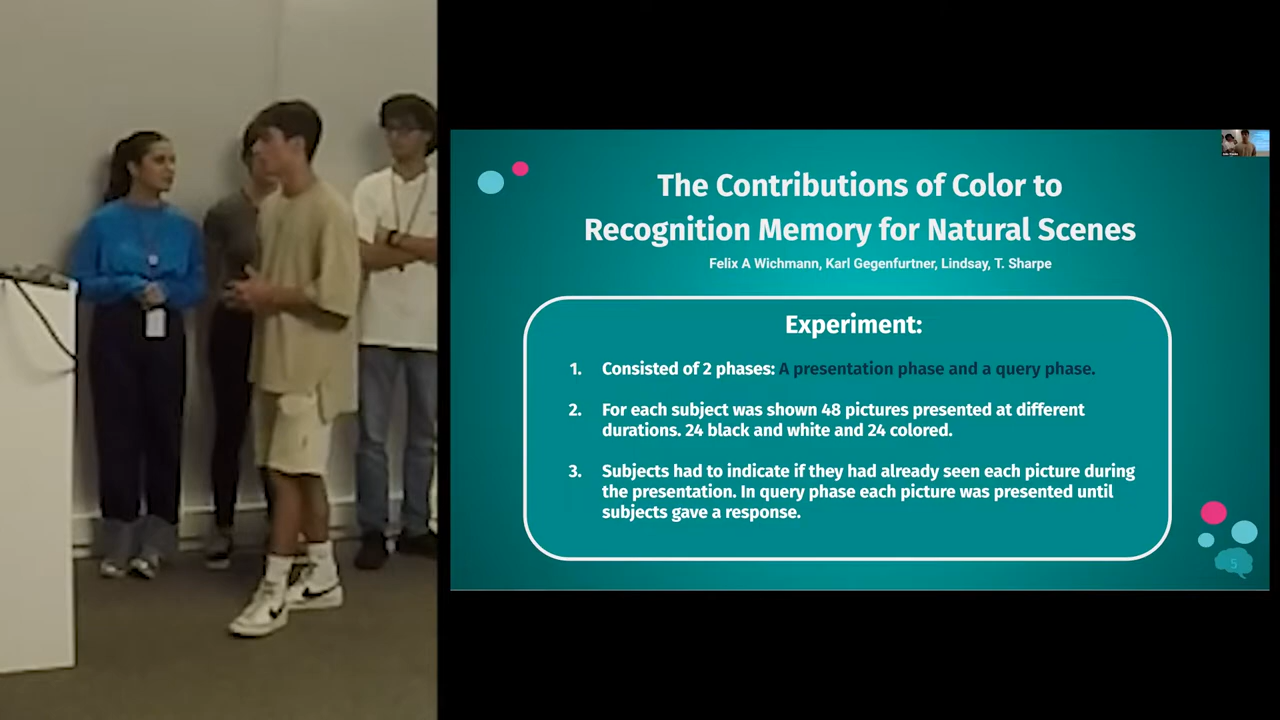 The Contributions of Color to
Recognition Memory for Natural Scenes
Felix A Wichmann, Karl Gegenfurtner, Lindsay, T. Sharpe
Experiment:
1. Consisted of 2 phases: A presentation phase and a query phase.
2. For each subject was shown 48 pictures presented at different
durations. 24 black and white and 24 colored.
3. Subjects had to indicate if they had already seen each picture during
the presentation. In query phase each picture was presented until
subjects gave a response.
5